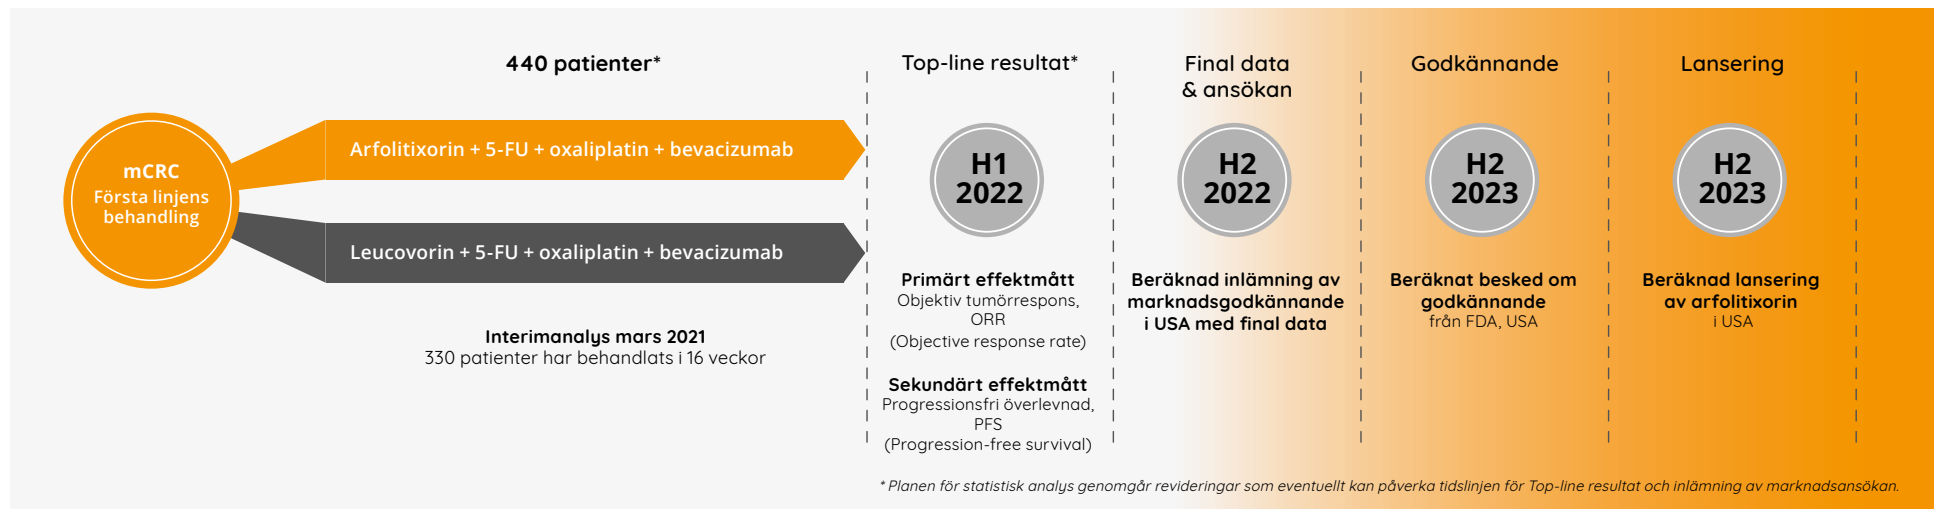 440 patienter*
mCRC
Första linjens
behandling
Arfolitixorin + 5-FU + oxaliplatin + bevacizumab
Leucovorin + 5-FU + oxaliplatin + bevacizumab
Interimanalys mars 2021
330 patienter har behandlats i 16 veckor
Top-line resultat*
H1
2022
Primärt effektmått
Objektiv tumörrespons,
ORR
(Objective response rate)
Sekundärt effektmått
Progressionsfri överlevnad,
PFS
(Progression-free survival)
Final data
& ansökan
H2
2022
Beräknad inlämning av
marknadsgodkännande
i USA med final data
Godkännande
H2
2023
Beräknat besked om
godkännande
från FDA, USA
Lansering
H2
2023
Beräknad lansering
av arfolitixorin
i USA
* Planen för statistisk analys genomgår revideringar som eventuellt kan påverka tidslinjen för Top-line resultat och inlämning av marknadsansökan.